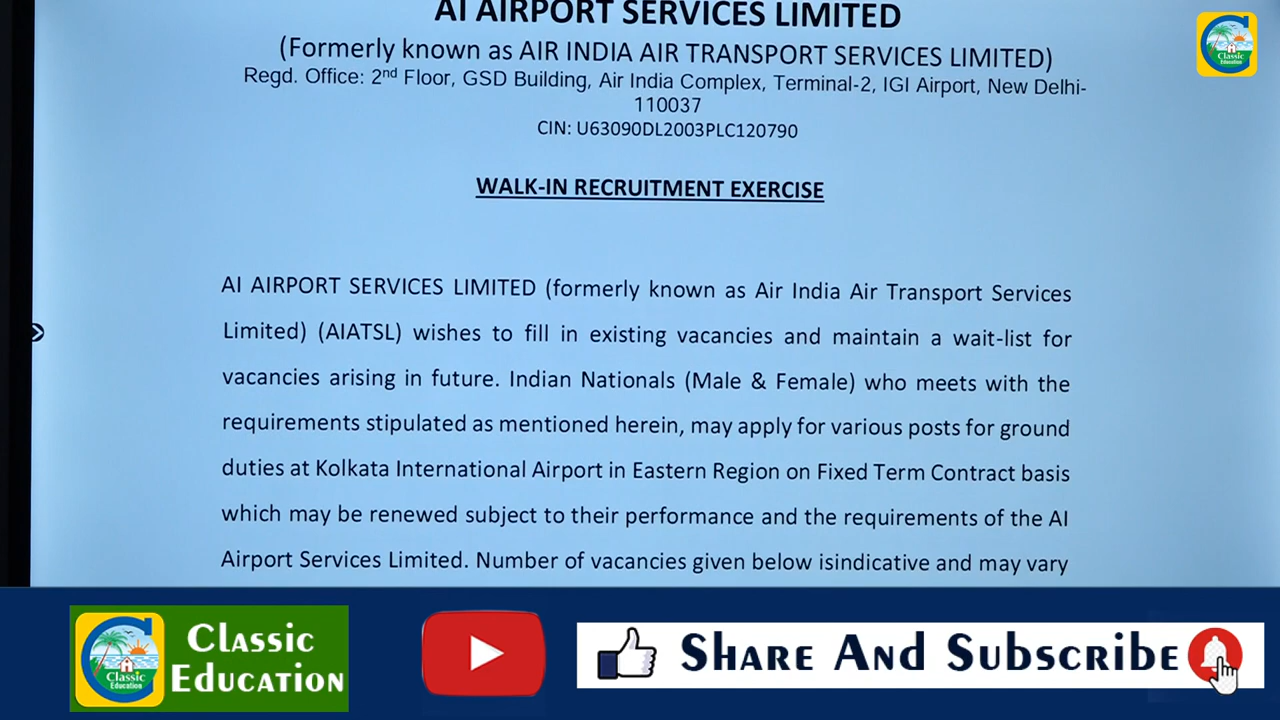 AI AIRPORT SERVICES LIMITED
(Formerly known as AIR INDIA AIR TRANSPORT SERVICES LIMITED)
Regd. Office: 2nd Floor, GSD Building, Air India Complex, Terminal-2, IGI Airport, New Delhi-
110037
CIN: U63090DL2003PLC120790
WALK-IN RECRUITMENT EXERCISE
AI AIRPORT SERVICES LIMITED (formerly known as Air India Air Transport Services
Limited) (AIATSL) wishes to fill in existing vacancies and maintain a wait-list for
vacancies arising in future. Indian Nationals (Male & Female) who meets with the
requirements stipulated as mentioned herein, may apply for various posts for ground
duties at Kolkata International Airport in Eastern Region on Fixed Term Contract basis
which may be renewed subject to their performance and the requirements of the AI
Airport Services Limited. Number of vacancies given below isindicative and may vary
Classic
Education
Classic
Education
Classic
Education
Share And Subscribe